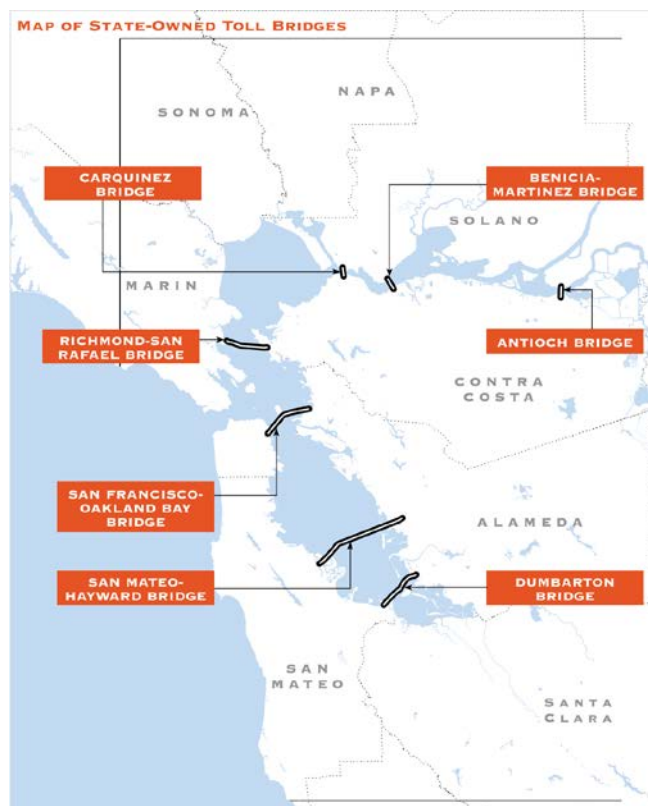 MAP OF STATE-OWNED TOLL BRIDGES
NAPA
SONOMA
CARQUINEZ
BRIDGE
BENICIA-
MARTINEZ BRIDGE
SOLANO
MARIN
RICHMOND-SAN
RAFAEL BRIDGE
ANTIOCH BRIDGE
CONTRA
COSTA
SAN FRANCISCO-
OAKLAND BAY
BRIDGE
ALAMEDA
SAN MATEO-
HAYWARD BRIDGE
DUMBARTON
BRIDGE
SAN
MATEO
SANTA
CLARA